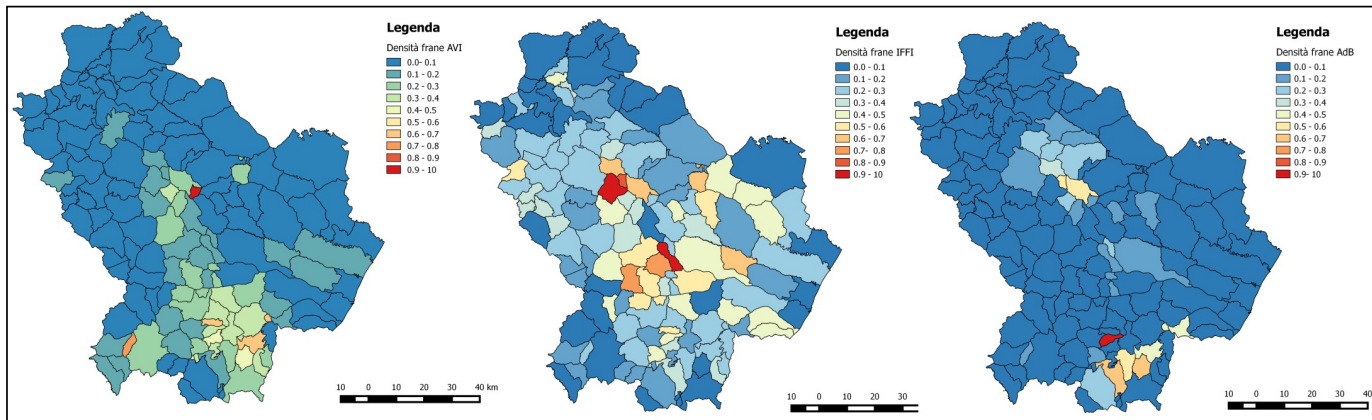 Legenda
Densità frane AVI
0.0- 0.1
0.1 - 0.2
0.2 - 0.3
0.3 - 0.4
0.4- 0.5
0.5 - 0.6
0.6 - 0.7
0.7 - 0.8
0.8 - 0.9
0.9 - 10
10 0 10 20 30 40 km
Legenda
Densità frane IFFI
0.0 - 0.1
0.1 - 0.2
0.2 - 0.3
0.3 - 0.4
0.4 - 0.5
0.5 - 0.6
0.6 - 0.7
0.7- 0.8
0.8 - 0.9
0.9 - 10
10 0 10 20 30
Legenda
Densità frane AdB
0.0 - 0.1
0.1 - 0.2
0.2 - 0.3
0.3 - 0.4
0.4 - 0.5
0.5 - 0.6
0.6 - 0.7
0.7 - 0.8
0.8 - 0.9
0.9 - 10
10 0 10 20 30 40